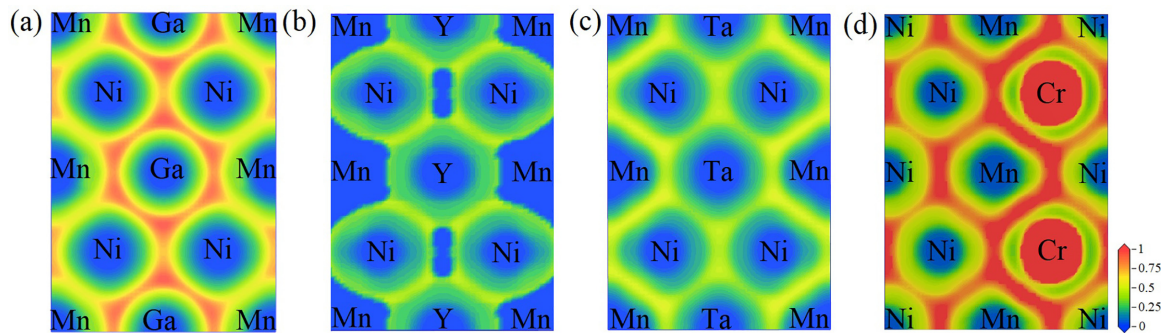 (a) Mn Ga Mn (b) Mn Y Mn (c) Mn Ta Mn (d) Ni Mn Ni
Ni Ni Ni Ni Ni Ni Ni Cr
Mn Ga Mn Mn Y Mn Mn Ta Mn Ni Mn Ni
Ni Ni Ni Ni Ni Ni Ni Cr
1
0.75
0.5
0.25
0
Mn Ga Mn Mn Y Mn Mn Ta Mn Ni Mn Ni